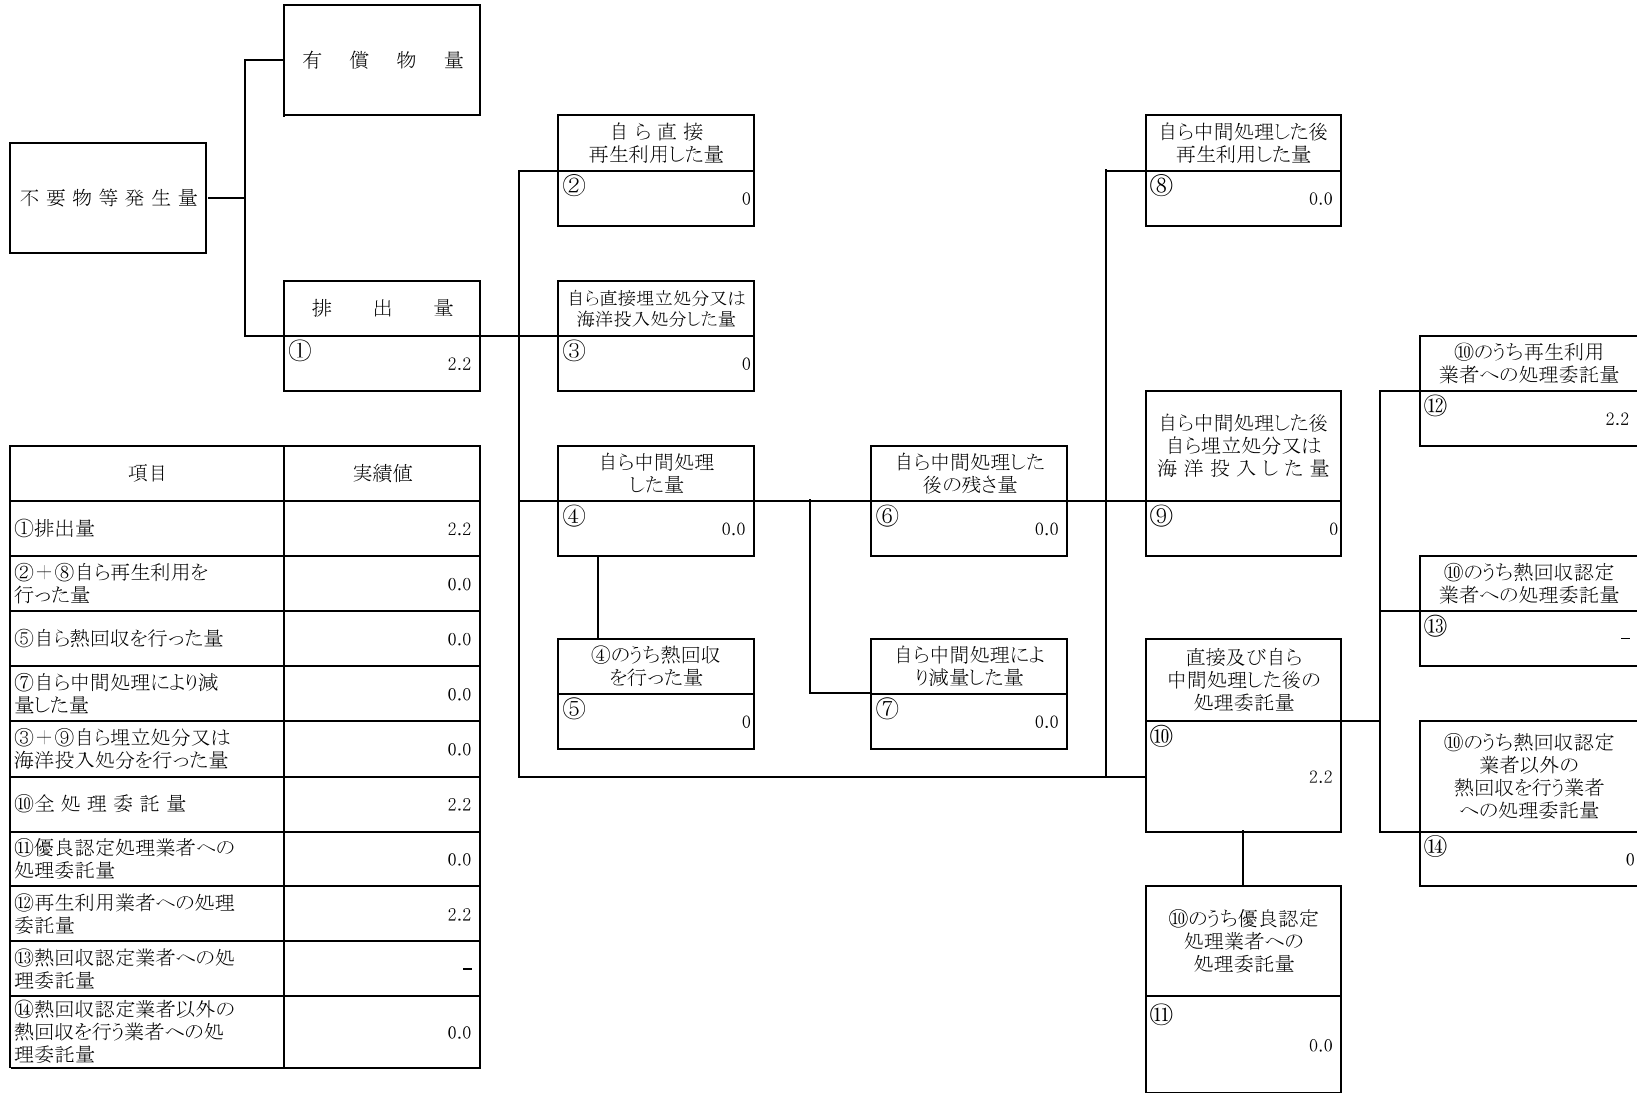 有償物量
不要物等発生量
排出量
①
2.2
自ら直接
再生利用した量
②
0
自ら直接埋立処分又は
海洋投入処分した量
③
0
自ら中間処理
した量
④
0.0
④のうち熱回収
を行った量
⑤
0
自ら中間処理した
後の残さ量
⑥
0.0
自ら中間処理によ
り減量した量
⑦
0.0
自ら中間処理した後
再生利用した量
⑧
0.0
自ら中間処理した後
自ら埋立処分又は
海洋投入した量
⑨
0
直接及び自ら
中間処理した後の
処理委託量
⑩
2.2
⑩のうち優良認定
処理業者への
処理委託量
⑪
0.0
⑩のうち再生利用
業者への処理委託量
⑫
2.2
⑩のうち熱回収認定
業者への処理委託量
⑬
–
⑩のうち熱回収認定
業者以外の
熱回収を行う業者
への処理委託量
⑭
0
項目 実績値
①排出量 2.2
②＋⑧自ら再生利用を
行った量 0.0
⑤自ら熱回収を行った量 0.0
⑦自ら中間処理により減
量した量 0.0
③＋⑨自ら埋立処分又は
海洋投入処分を行った量 0.0
⑩全処理委託量 2.2
⑪優良認定処理業者への
処理委託量 0.0
⑫再生利用業者への処理
委託量 2.2
⑬熱回収認定業者への処
理委託量 –
⑭熱回収認定業者以外の
熱回収を行う業者への処
理委託量 0.0